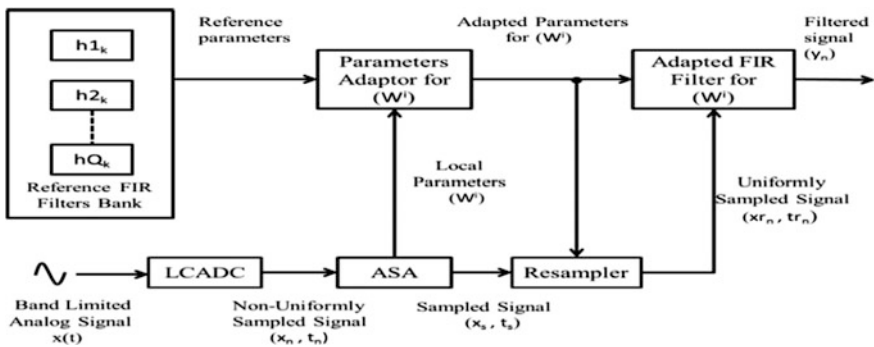 h1k
h2k
hQk
Reference FIR
Filters Bank
Reference
parameters
Parameters
Adaptor for
(Wⁱ)
Adapted Parameters
for (Wⁱ)
Adapted FIR
Filter for
(Wⁱ)
Filtered
signal
(yn)
Local
Parameters
(Wⁱ)
Uniformly
Sampled Signal
(xrn, trn)
LCADC
ASA
Resampler
Band Limited
Analog Signal
x(t)
Non-Uniformly
Sampled Signal
(xn, tn)
Sampled Signal
(xs, ts)